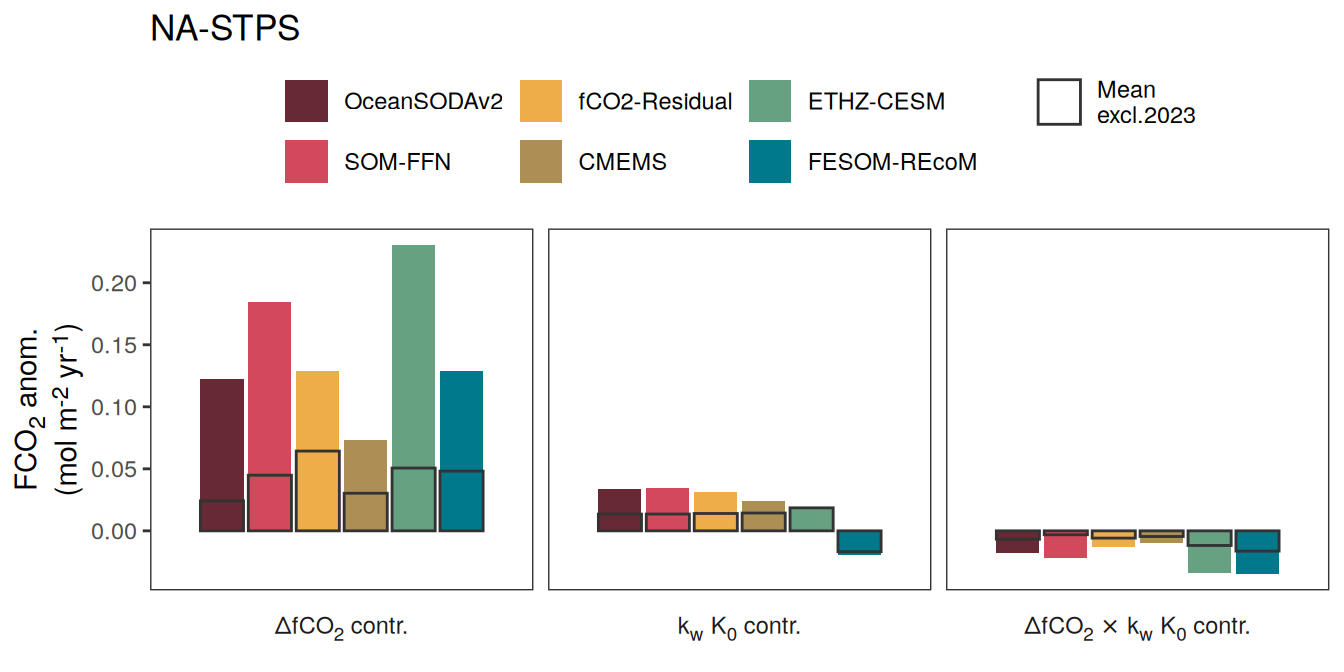 NA-STPS
OceanSODAv2
fCO2-Residual
ETHZ-CESM
Mean
excl.2023
SOM-FFN
CMEMS
FESOM-REcoM
FCO₂ anom.
(mol m⁻² yr⁻¹)
0.20
0.15
0.10
0.05
0.00
ΔfCO₂ contr.
k_w K₀ contr.
ΔfCO₂ × k_w K₀ contr.